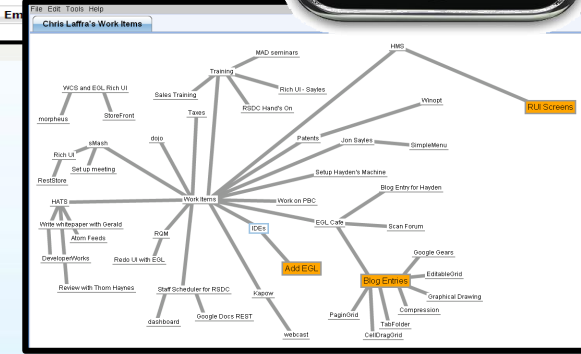 Em
File Edit Tools Help
Chris Laffra's Work Items
HMS
MAD seminars
Training
WCS and EGL Rich UI
Rich UI - Sayles
Sales Training
Winopt
RUI Screens
RSDC Hand's On
Taxes
morpheus
StoreFront
dojo
Patents
Jon Sayles
sMash
SimpleMenu
Rich UI
Set up meeting
Setup Hayden's Machine
RestStore
Blog Entry for Hayden
HATS
Work Items
Work on PBC
Write whitepaper with Gerald
EGL Cafe
Scan Forum
IDEs
RQM
Atom Feeds
Google Gears
DeveloperWorks
Redo UI with EGL
Add EGL
EditableGrid
Blog Entries
Review with Thom Haynes
Staff Scheduler for RSDC
Kapow
Graphical Drawing
Compression
PaginGrid
Google Docs REST
dashboard
TabFolder
webcast
CellDragGrid